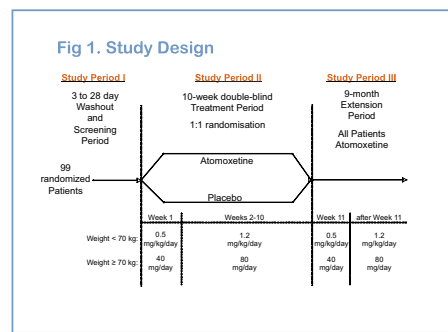 Fig 1. Study Design
Study Period I
3 to 28 day
Washout
and
Screening
Period
Study Period II
10-week double-blind
Treatment Period
1:1 randomisation
Study Period III
9-month
Extension
Period
All Patients
Atomoxetine
99
randomized
Patients
Atomoxetine
Placebo
Week 1 Weeks 2-10 Week 11 after Week 11
Weight < 70 kg: 0.5 mg/kg/day 1.2 mg/kg/day 0.5 mg/kg/day 1.2 mg/kg/day
Weight ≥ 70 kg: 40 mg/day 80 mg/day 40 mg/day 80 mg/day